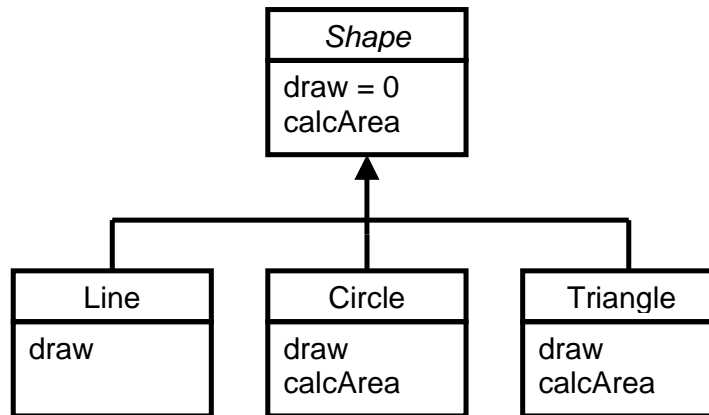 Shape
draw = 0
calcArea
Line
draw
Circle
draw
calcArea
Triangle
draw
calcArea